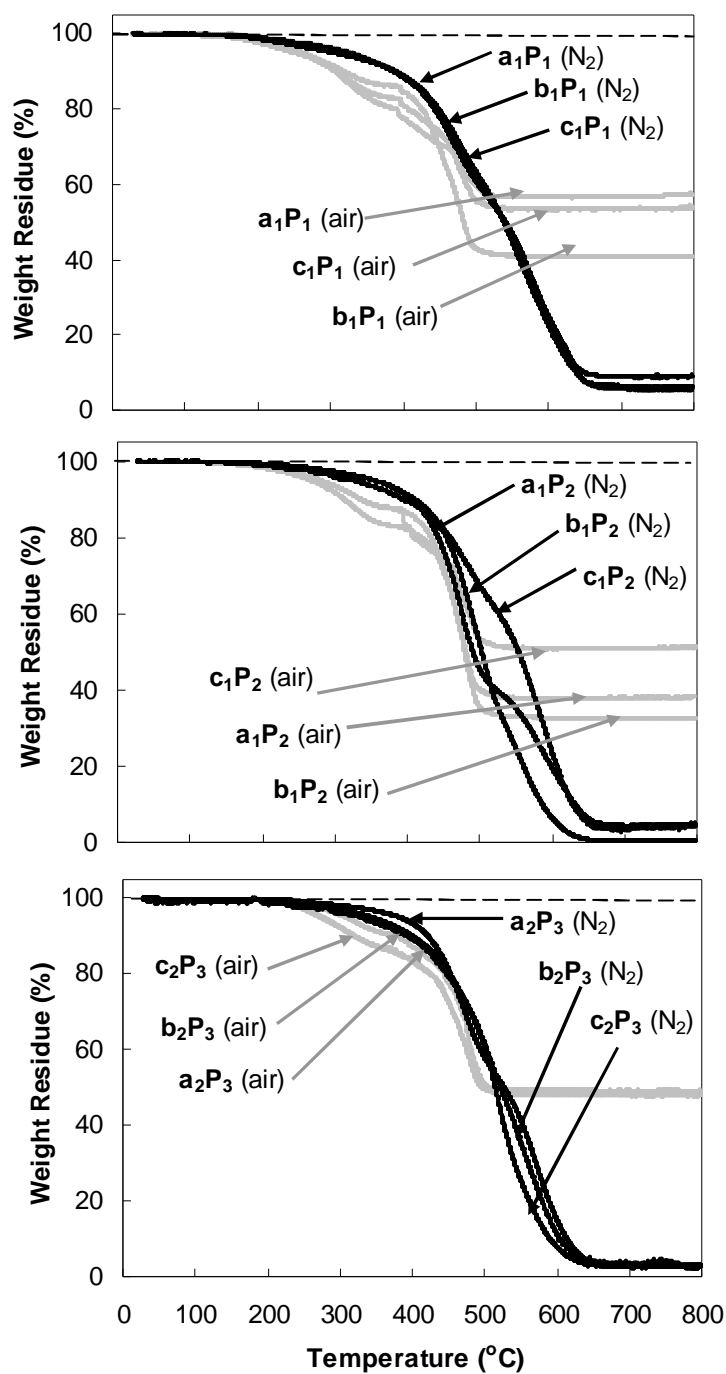 100
80
60
40
20
0
Weight Residue (%)
a₁P₁ (N₂)
b₁P₁ (N₂)
c₁P₁ (N₂)
a₁P₁ (air)
c₁P₁ (air)
b₁P₁ (air)
100
80
60
40
20
0
Weight Residue (%)
a₁P₂ (N₂)
b₁P₂ (N₂)
c₁P₂ (N₂)
c₁P₂ (air)
a₁P₂ (air)
b₁P₂ (air)
100
80
60
40
20
0
Weight Residue (%)
a₂P₃ (N₂)
c₂P₃ (air)
b₂P₃ (N₂)
b₂P₃ (air)
c₂P₃ (N₂)
a₂P₃ (air)
0 100 200 300 400 500 600 700 800
Temperature (°C)